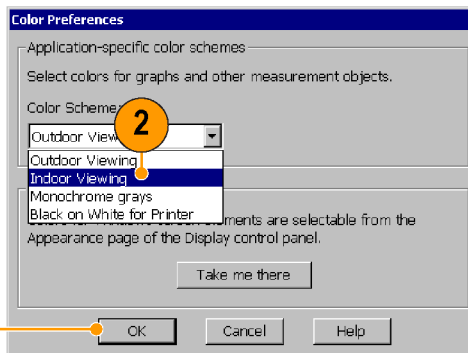 Color Preferences
Application-specific color schemes
Select colors for graphs and other measurement objects.
Color Scheme
2
Outdoor View
Outdoor Viewing
Indoor Viewing
Monochrome grays
Black on White for Printer
elements are selectable from the
Appearance page of the Display control panel.
Take me there
OK Cancel Help